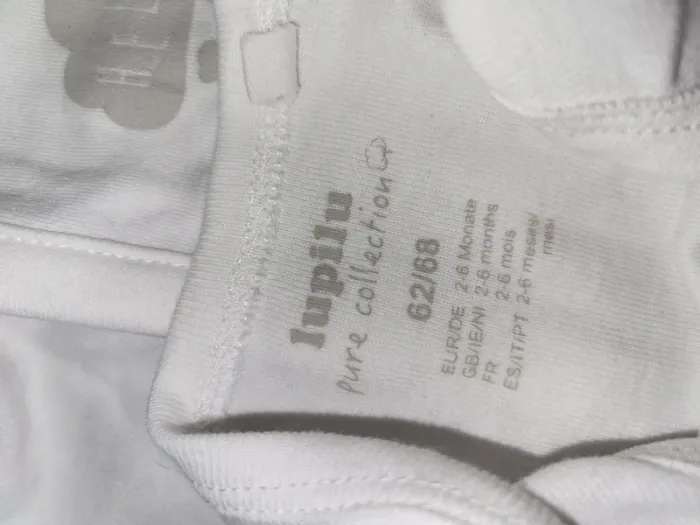 HEL
lupilu
pure collection
62/68
EUR/DE 2-6 Monate
GB/IE/NI 2-6 months
FR 2-6 mois
ES/IT/PT 2-6 meses/
mesi